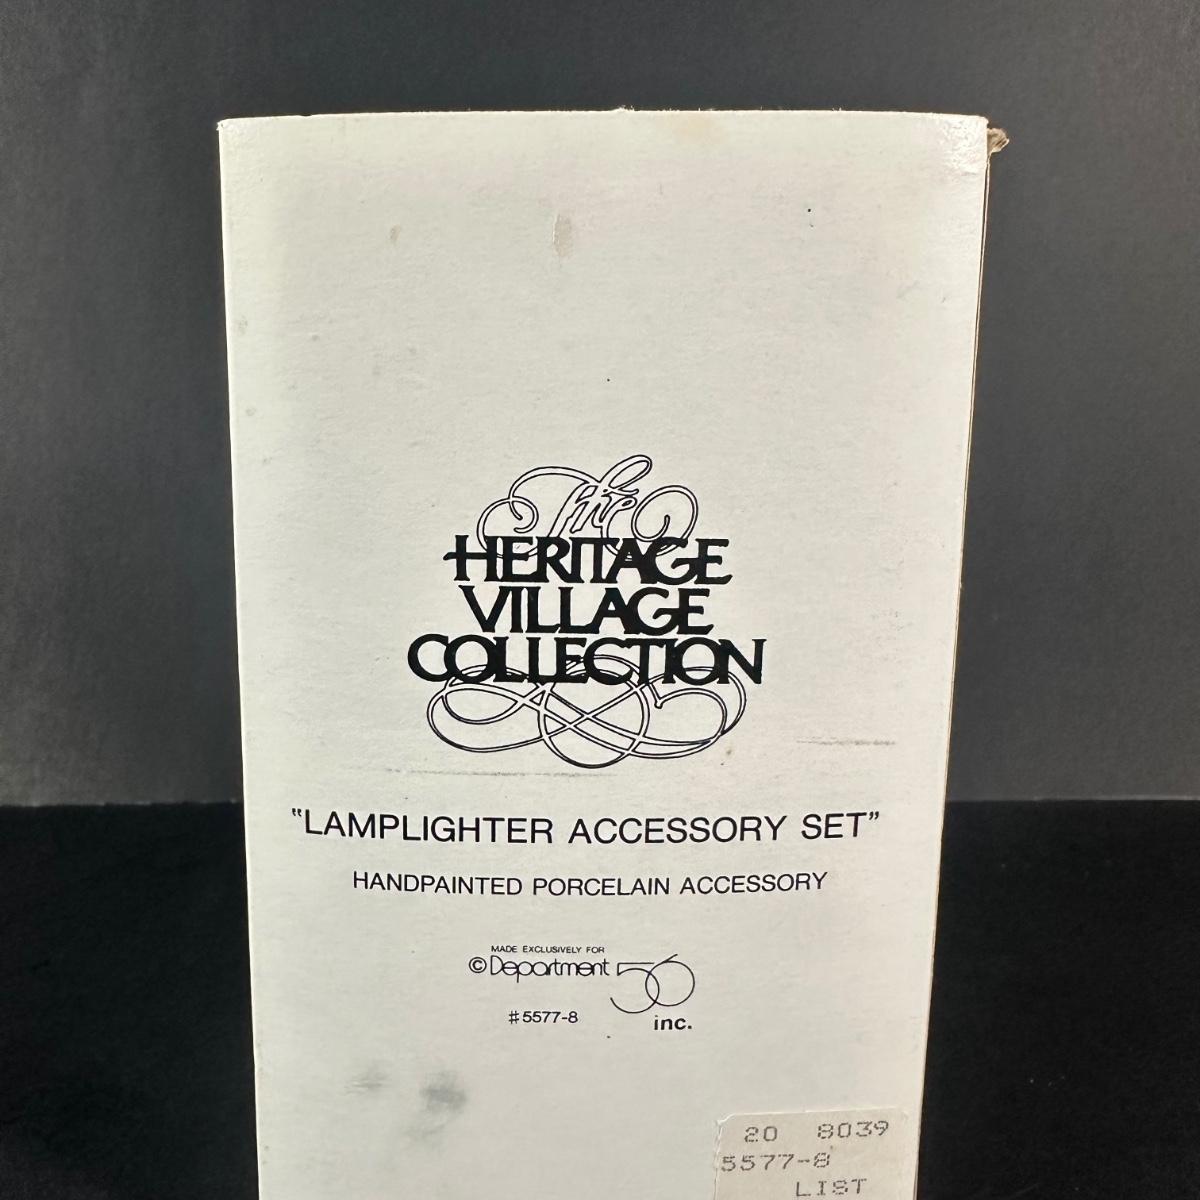 The
HERITAGE
VILLAGE
COLLECTION
"LAMPLIGHTER ACCESSORY SET"
HANDPAINTED PORCELAIN ACCESSORY
MADE EXCLUSIVELY FOR
©Department 56
#5577-8 inc.
20 8039
5577-8
LIST